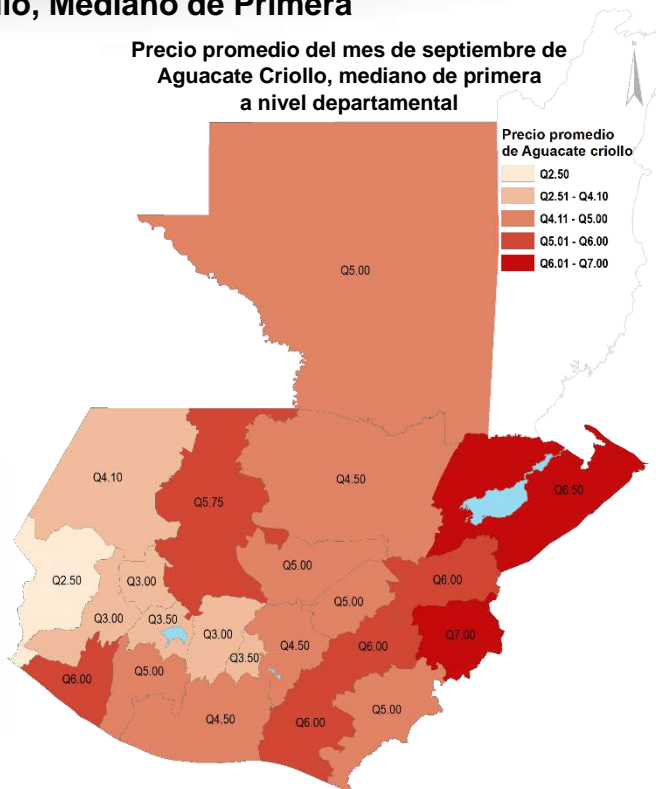 llo, Mediano de Primera
Precio promedio del mes de septiembre de
Aguacate Criollo, mediano de primera
a nivel departamental
N
Precio promedio
de Aguacate criollo
Q2.50
Q2.51 - Q4.10
Q4.11 - Q5.00
Q5.01 - Q6.00
Q6.01 - Q7.00
Q5.00
Q4.10
Q5.75
Q4.50
Q6.50
Q2.50
Q3.00
Q5.00
Q6.00
Q3.00
Q3.50
Q3.00
Q5.00
Q7.00
Q3.50
Q4.50
Q6.00
Q6.00
Q5.00
Q4.50
Q6.00
Q5.00